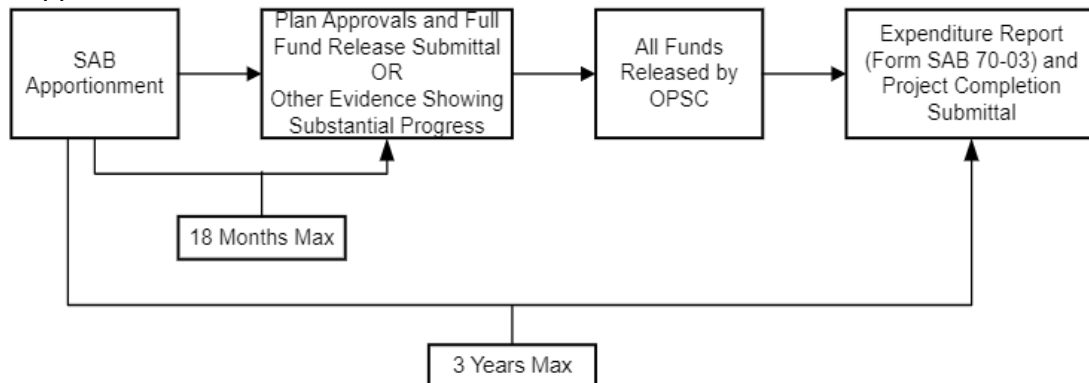 SAB
Apportionment
Plan Approvals and Full
Fund Release Submittal
OR
Other Evidence Showing
Substantial Progress
All Funds
Released by
OPSC
Expenditure Report
(Form SAB 70-03) and
Project Completion
Submittal
18 Months Max
3 Years Max